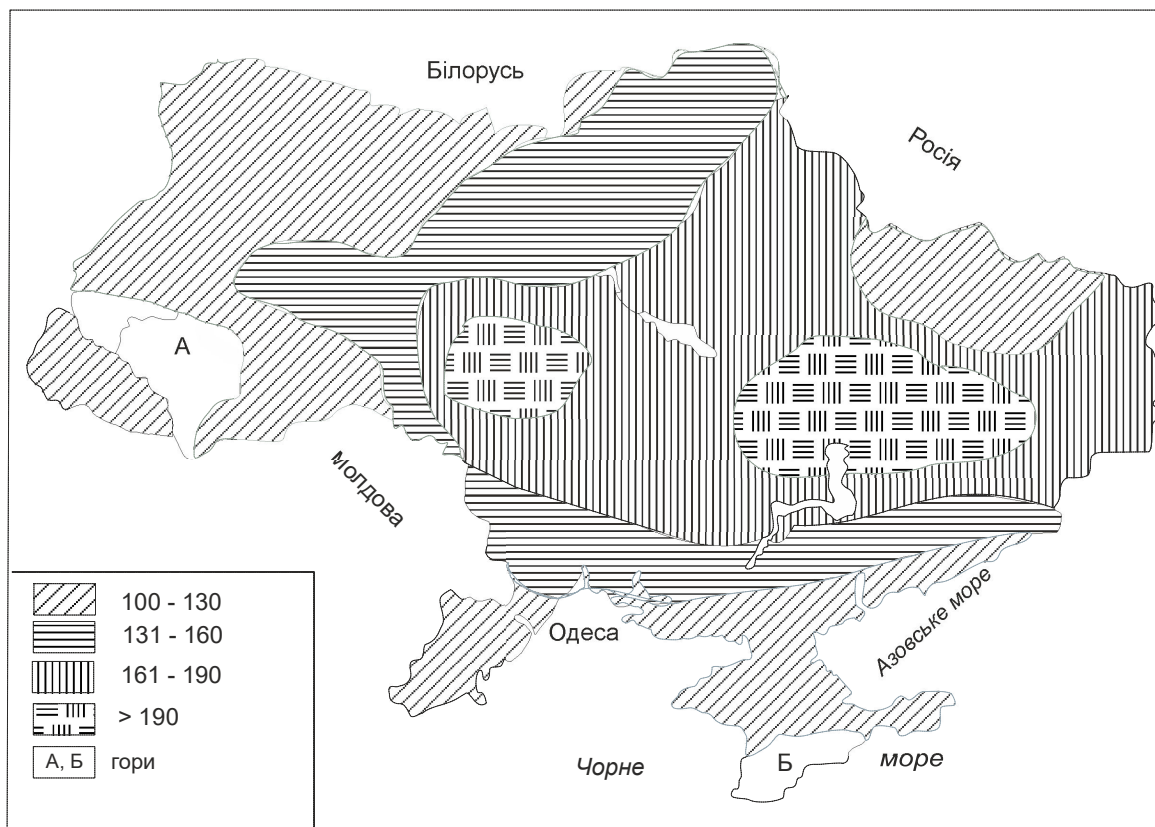 Білорусь
Росія
А
Молдова
Одеса
Азовське море
Чорне
море
Б
100 - 130
131 - 160
161 - 190
> 190
А, Б гори